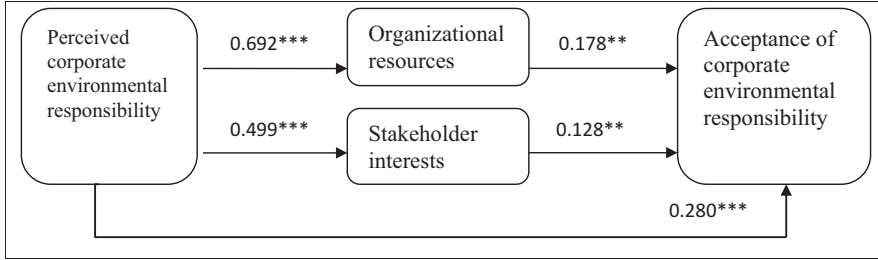 Perceived
corporate
environmental
responsibility
0.692***
Organizational
resources
0.178**
Acceptance of
corporate
environmental
responsibility
0.499***
Stakeholder
interests
0.128**
0.280***